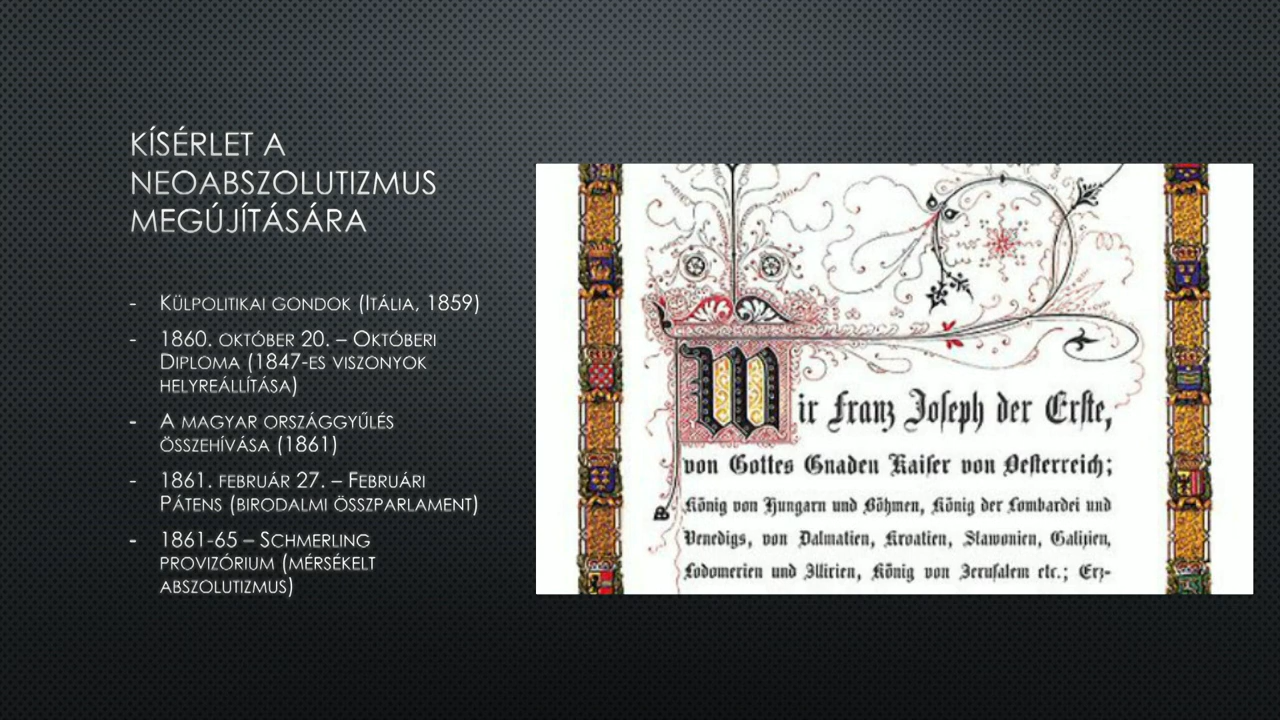 KÍSÉRLET A
NEOABSZOLUTIZMUS
MEGÚJÍTÁSÁRA
- KÜLPOLITIKAI GONDOK (ITÁLIA, 1859)
- 1860. OKTÓBER 20. – OKTÓBERI
DIPLOMA (1847-ES VISZONYOK
HELYREÁLLÍTÁSA)
- A MAGYAR ORSZÁGGYŰLÉS
ÖSSZEHÍVÁSA (1861)
- 1861. FEBRUÁR 27. – FEBRUÁRI
PÁTENS (BIRODALMI ÖSSZPARLAMENT)
- 1861-65 – SCHMERLING
PROVIZÓRIUM (MÉRSÉKELT
ABSZOLUTIZMUS)
Wir Franz Joseph der Erste,
von Gottes Gnaden Kaiser von Oesterreich;
König von Hungarn und Böhmen, König der Lombardei und
Venedigs, von Dalmatien, Kroatien, Slawonien, Galizien,
Lodomerien und Illirien, König von Jerusalem etc.; Erz-